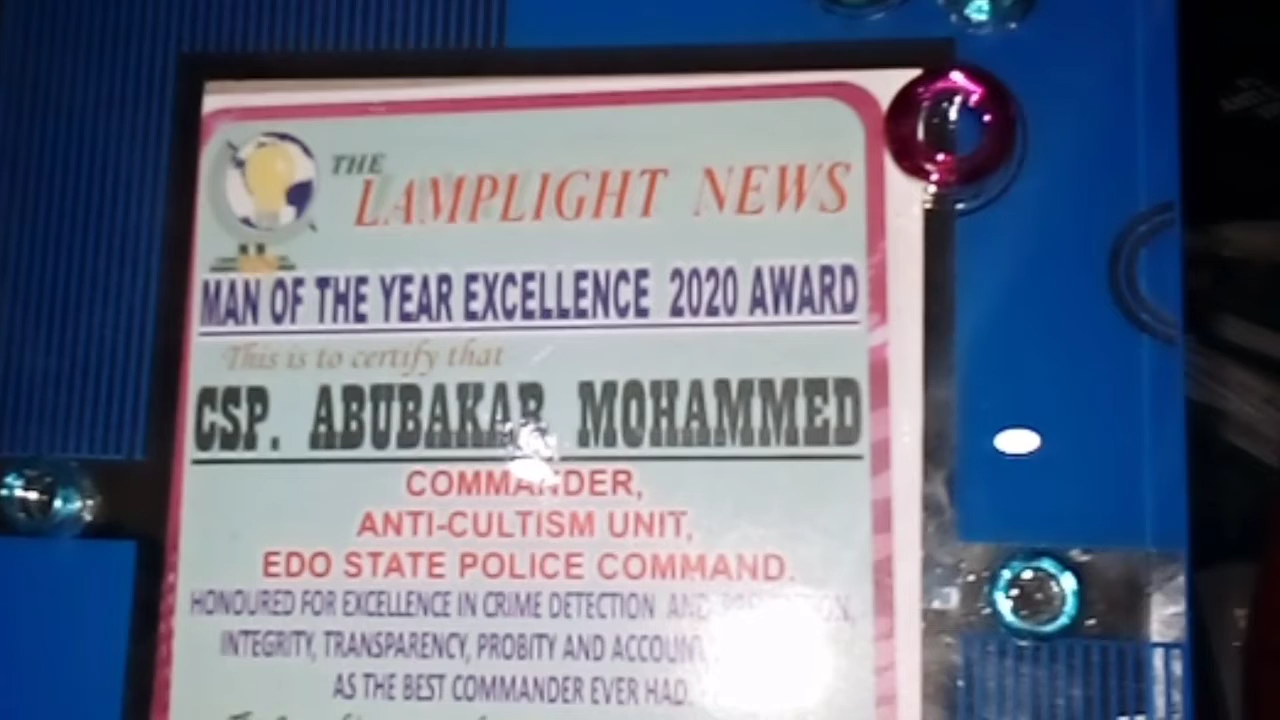 THE
LAMPLIGHT NEWS
MAN OF THE YEAR EXCELLENCE 2020 AWARD
This is to certify that
CSP. ABUBAKAR MOHAMMED
COMMANDER,
ANTI-CULTISM UNIT,
EDO STATE POLICE COMMAND.
HONOURED FOR EXCELLENCE IN CRIME DETECTION AND
INTEGRITY, TRANSPARENCY, PROBITY AND
AS THE BEST COMMANDER EVER HAD.